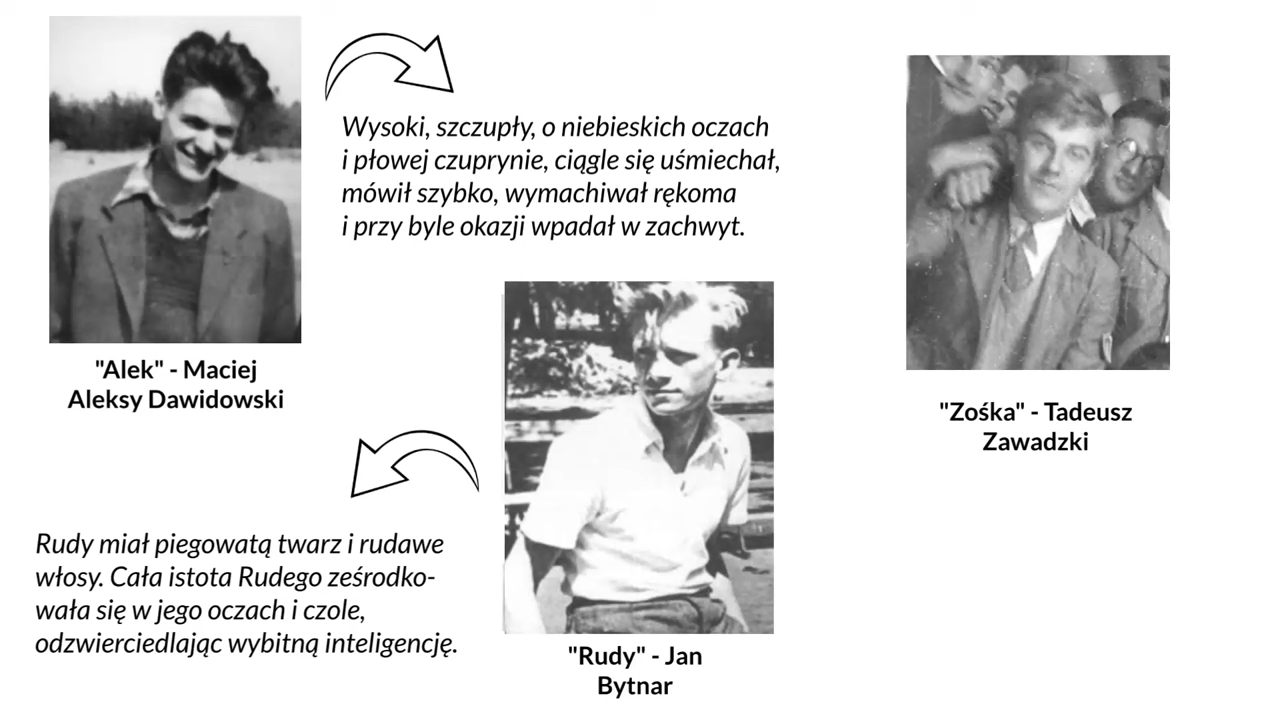 Wysoki, szczupły, o niebieskich oczach
i płowej czuprynie, ciągle się uśmiechał,
mówił szybko, wymachiwał rękoma
i przy byle okazji wpadał w zachwyt.
"Alek" - Maciej
Aleksy Dawidowski
"Zośka" - Tadeusz
Zawadzki
Rudy miał piegowatą twarz i rudawe
włosy. Cała istota Rudego ześrodko-
wała się w jego oczach i czole,
odzwierciedlając wybitną inteligencję.
"Rudy" - Jan
Bytnar